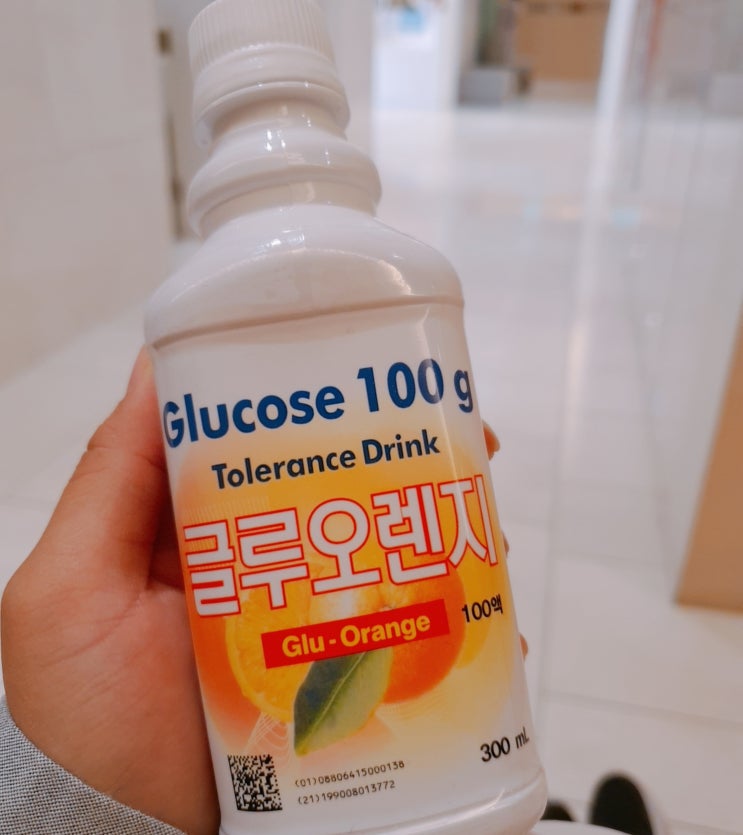 Glucose 100 g
Tolerance Drink
글루오렌지
100액
Glu-Orange
300 mL
(01)08806415000138
(21)199008013772